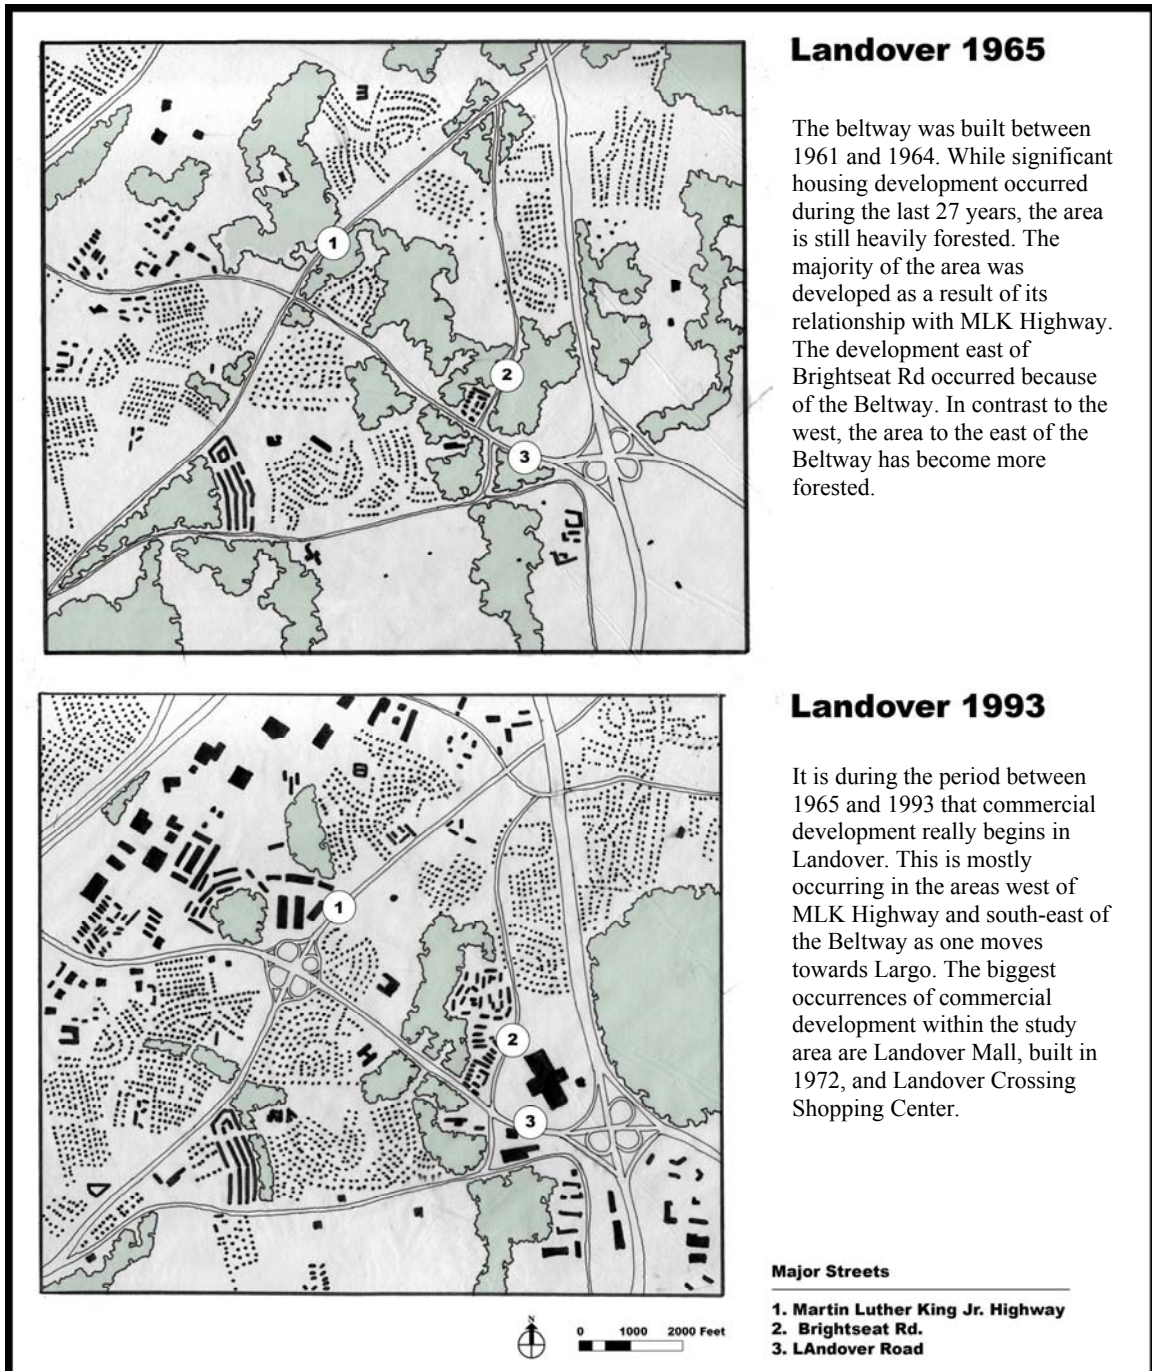 Landover 1965
The beltway was built between
1961 and 1964. While significant
housing development occurred
during the last 27 years, the area
is still heavily forested. The
majority of the area was
developed as a result of its
relationship with MLK Highway.
The development east of
Brightseat Rd occurred because
of the Beltway. In contrast to the
west, the area to the east of the
Beltway has become more
forested.
1
2
3
Landover 1993
It is during the period between
1965 and 1993 that commercial
development really begins in
Landover. This is mostly
occurring in the areas west of
MLK Highway and south-east of
the Beltway as one moves
towards Largo. The biggest
occurrences of commercial
development within the study
area are Landover Mall, built in
1972, and Landover Crossing
Shopping Center.
1
2
3
Major Streets
1. Martin Luther King Jr. Highway
2. Brightseat Rd.
3. LAndover Road
N
0 1000 2000 Feet